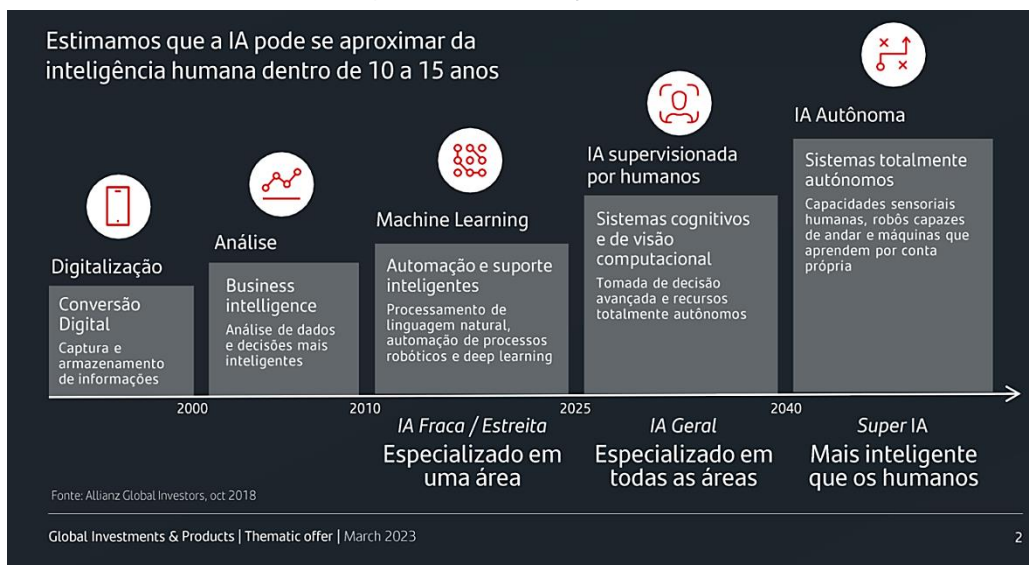 Estimamos que a IA pode se aproximar da
inteligência humana dentro de 10 a 15 anos
Digitalização
Conversão
Digital
Captura e
armazenamento
de informações
Análise
Business
intelligence
Análise de dados
e decisões mais
inteligentes
Machine Learning
Automação e suporte
inteligentes
Processamento de
linguagem natural,
automação de processos
robóticos e deep learning
IA supervisionada
por humanos
Sistemas cognitivos
e de visão
computacional
Tomada de decisão
avançada e recursos
totalmente autônomos
IA Autônoma
Sistemas totalmente
autónomos
Capacidades sensoriais
humanas, robôs capazes
de andar e máquinas que
aprendem por conta
própria
2000
2010
2025
2040
IA Fraca / Estreita
Especializado em
uma área
IA Geral
Especializado em
todas as áreas
Super IA
Mais inteligente
que os humanos
Fonte: Allianz Global Investors, oct 2018
Global Investments & Products | Thematic offer | March 2023
2